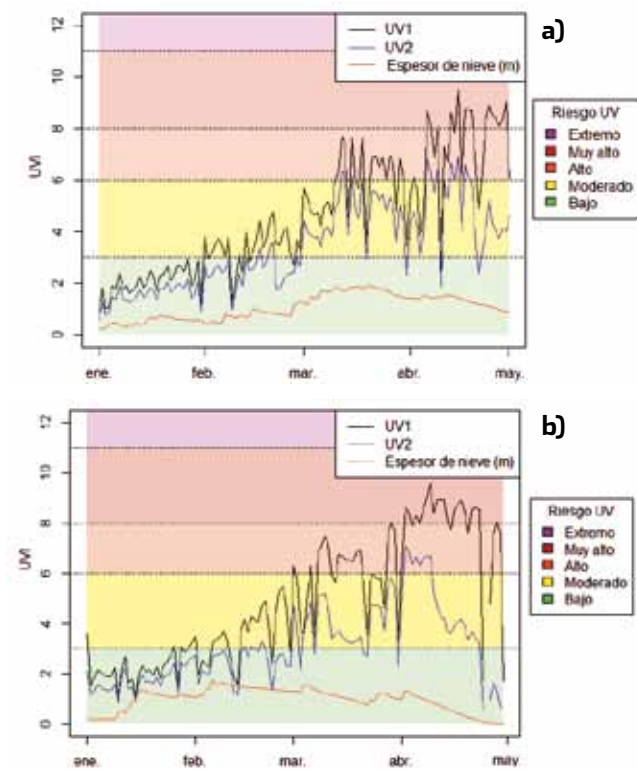 a)
UV1
UV2
Espesor de nieve (m)
12
10
8
6
4
2
0
UVI
Riesgo UV
Extremo
Muy alto
Alto
Moderado
Bajo
ene.
feb.
mar.
abr.
may.
b)
UV1
UV2
Espesor de nieve (m)
12
10
8
6
4
2
0
UVI
Riesgo UV
Extremo
Muy alto
Alto
Moderado
Bajo
ene.
feb.
mar.
abr.
may.